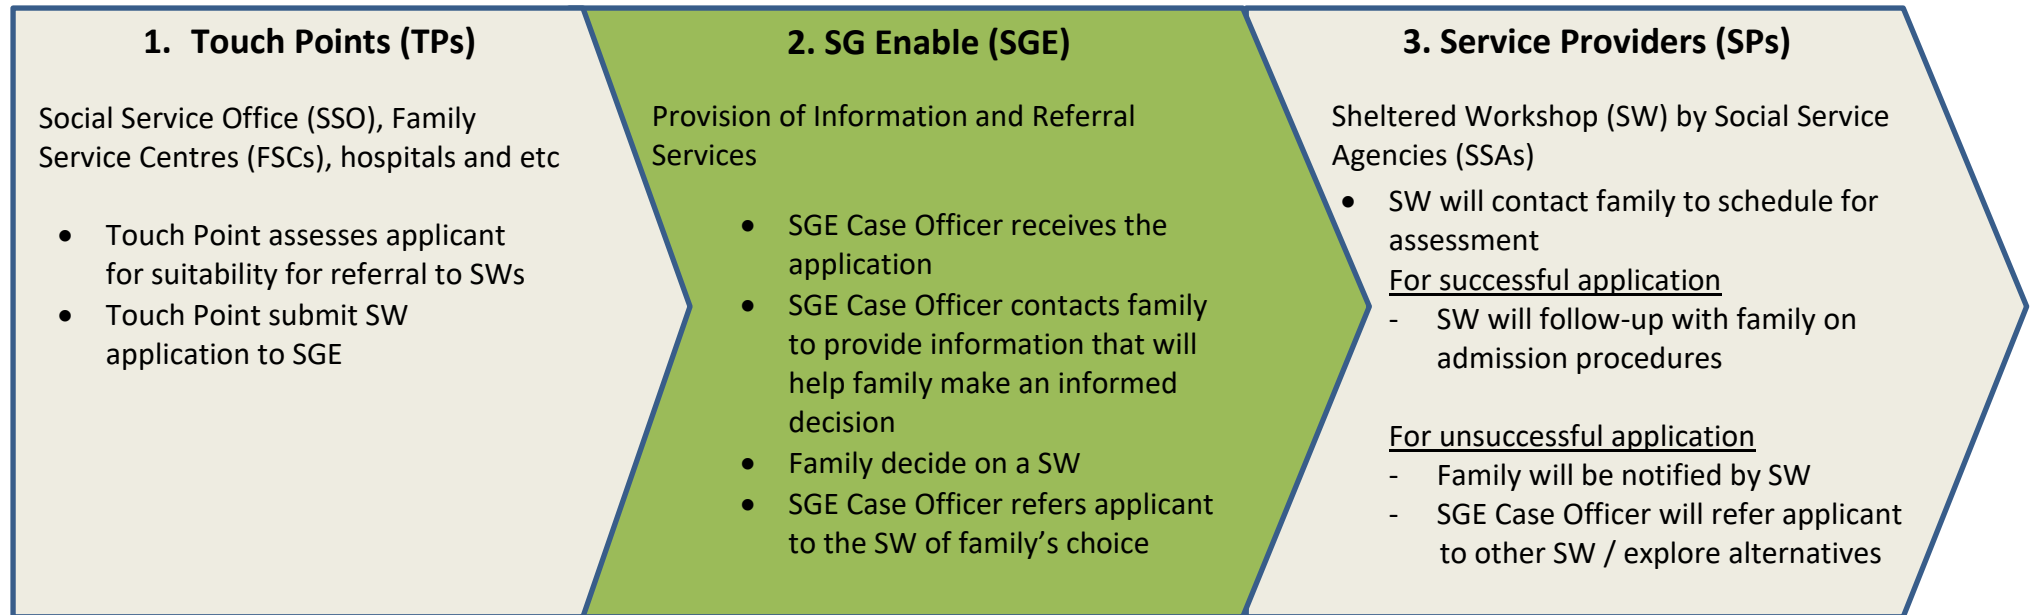 1. Touch Points (TPs)
Social Service Office (SSO), Family
Service Centres (FSCs), hospitals and etc
• Touch Point assesses applicant
for suitability for referral to SWs
• Touch Point submit SW
application to SGE
2. SG Enable (SGE)
Provision of Information and Referral
Services
• SGE Case Officer receives the
application
• SGE Case Officer contacts family
to provide information that will
help family make an informed
decision
• Family decide on a SW
• SGE Case Officer refers applicant
to the SW of family’s choice
3. Service Providers (SPs)
Sheltered Workshop (SW) by Social Service
Agencies (SSAs)
• SW will contact family to schedule for
assessment
For successful application
- SW will follow-up with family on
admission procedures
For unsuccessful application
- Family will be notified by SW
- SGE Case Officer will refer applicant
to other SW / explore alternatives